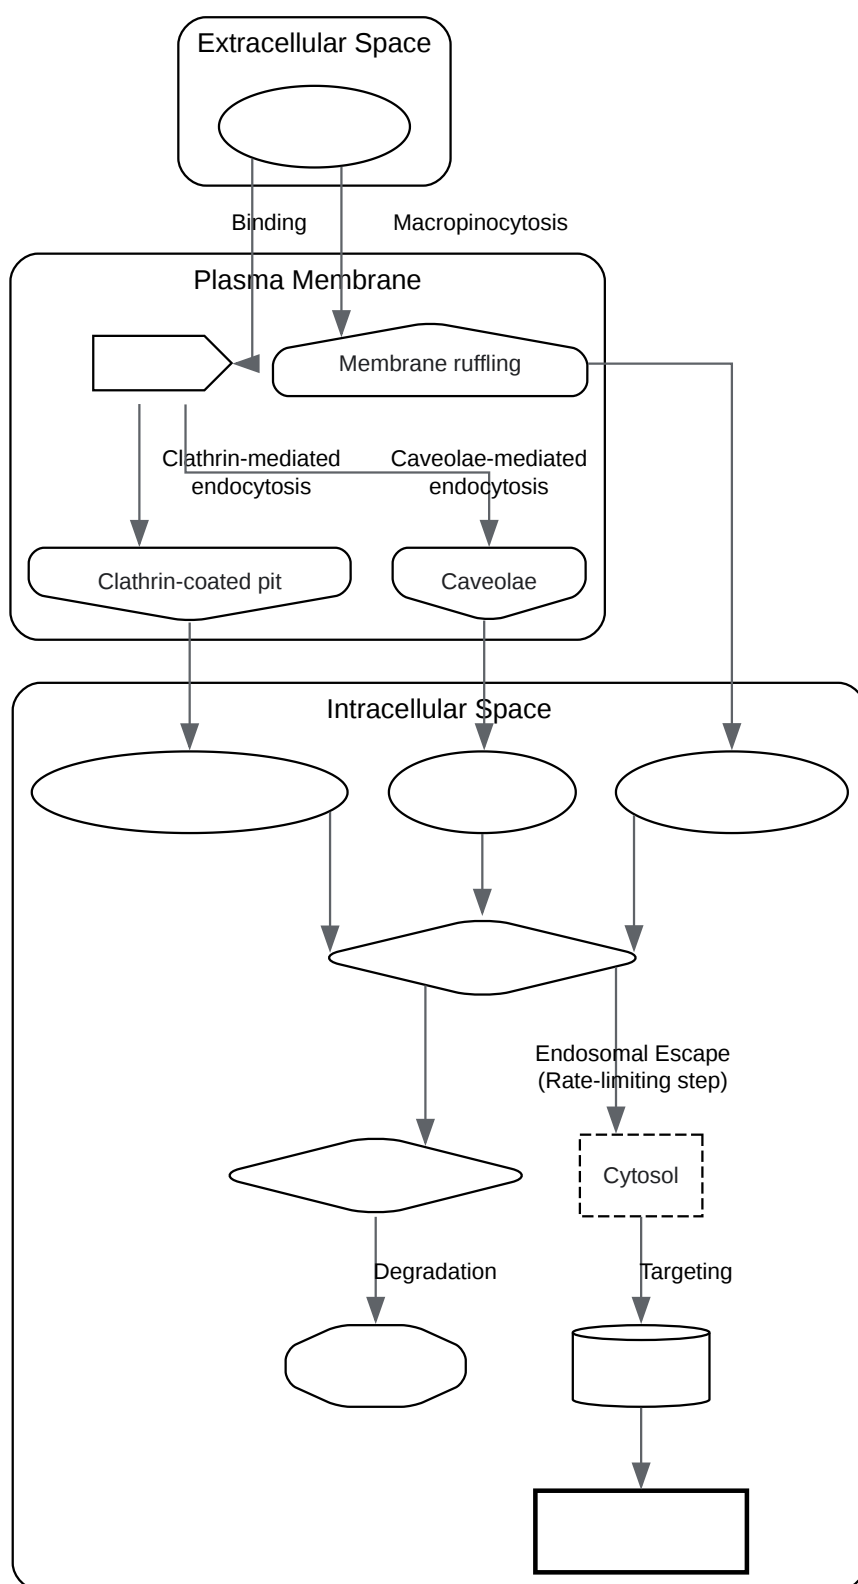 Extracellular Space
Binding
Macropinocytosis
Plasma Membrane
Membrane ruffling
Clathrin-mediated
endocytosis
Caveolae-mediated
endocytosis
Clathrin-coated pit
Caveolae
Intracellular Space
Endosomal Escape
(Rate-limiting step)
Cytosol
Degradation
Targeting